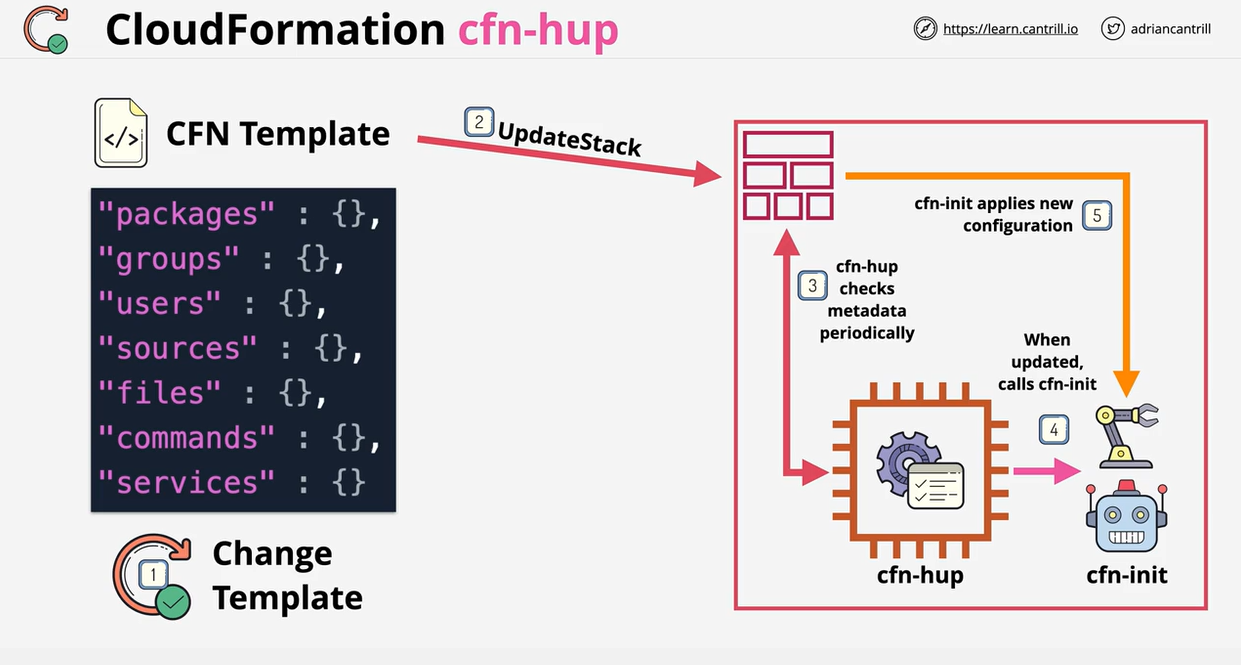 CloudFormation cfn-hup
https://learn.cantrill.io
adriancantrill
</>
CFN Template
2
UpdateStack
"packages" : {},
"groups" : {},
"users" : {},
"sources" : {},
"files" : {},
"commands" : {},
"services" : {}
1
Change
Template
cfn-init applies new
configuration
5
3
cfn-hup
checks
metadata
periodically
When
updated,
calls cfn-init
4
cfn-hup
cfn-init